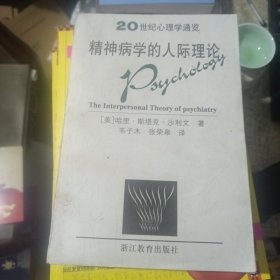 20世纪心理学通览
精神病学的人际理论
Psychology
The Interpersonal Theory of psychiatry
[美]哈里·斯塔克·沙利文 著
韦子木 张荣皋 译
浙江教育出版社